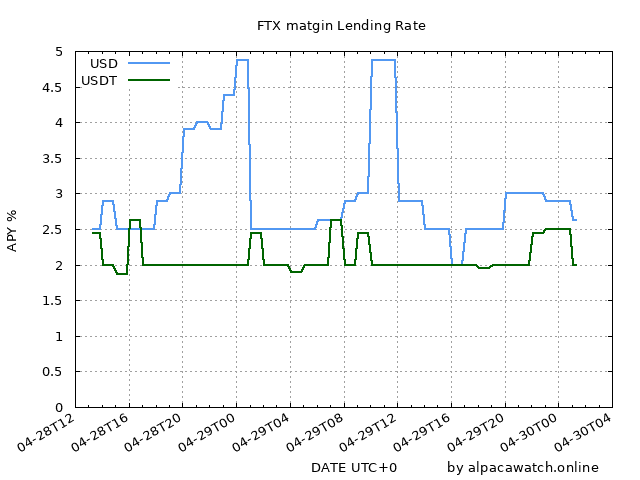 FTX matgin Lending Rate
USD
USDT
5
4.5
4
3.5
3
2.5
2
1.5
1
0.5
0
APY %
04-28T12
04-28T16
04-28T20
04-29T00
04-29T04
04-29T08
04-29T12
04-29T16
04-29T20
04-30T00
04-30T04
DATE UTC+0
by alpacawatch.online